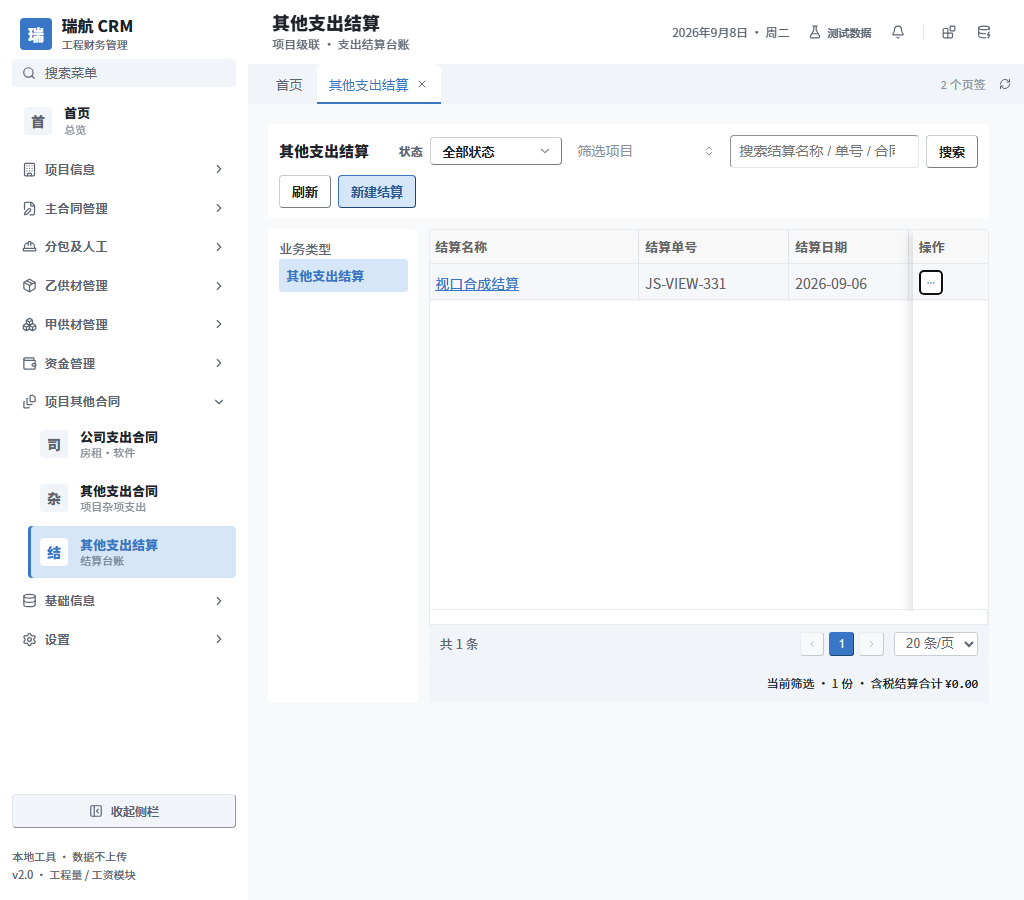 瑞
瑞航 CRM
工程财务管理
搜索菜单
首
首页
总览
项目信息
主合同管理
分包及人工
乙供材管理
甲供材管理
资金管理
项目其他合同
司
公司支出合同
房租・软件
杂
其他支出合同
项目杂项支出
结
其他支出结算
结算台账
基础信息
设置
收起侧栏
本地工具 ・ 数据不上传
v2.0 ・ 工程量 / 工资模块
其他支出结算
项目级联 ・ 支出结算台账
2026年9月8日 ・ 周二
测试数据
首页
其他支出结算
2 个页签
其他支出结算
状态
全部状态
筛选项目
搜索结算名称 / 单号 / 合同
搜索
刷新
新建结算
业务类型
其他支出结算
结算名称 结算单号 结算日期 操作
视口合成结算 JS-VIEW-331 2026-09-06 ...
共 1 条
1
20 条/页
当前筛选 ・ 1 份 ・ 含税结算合计 ¥0.00